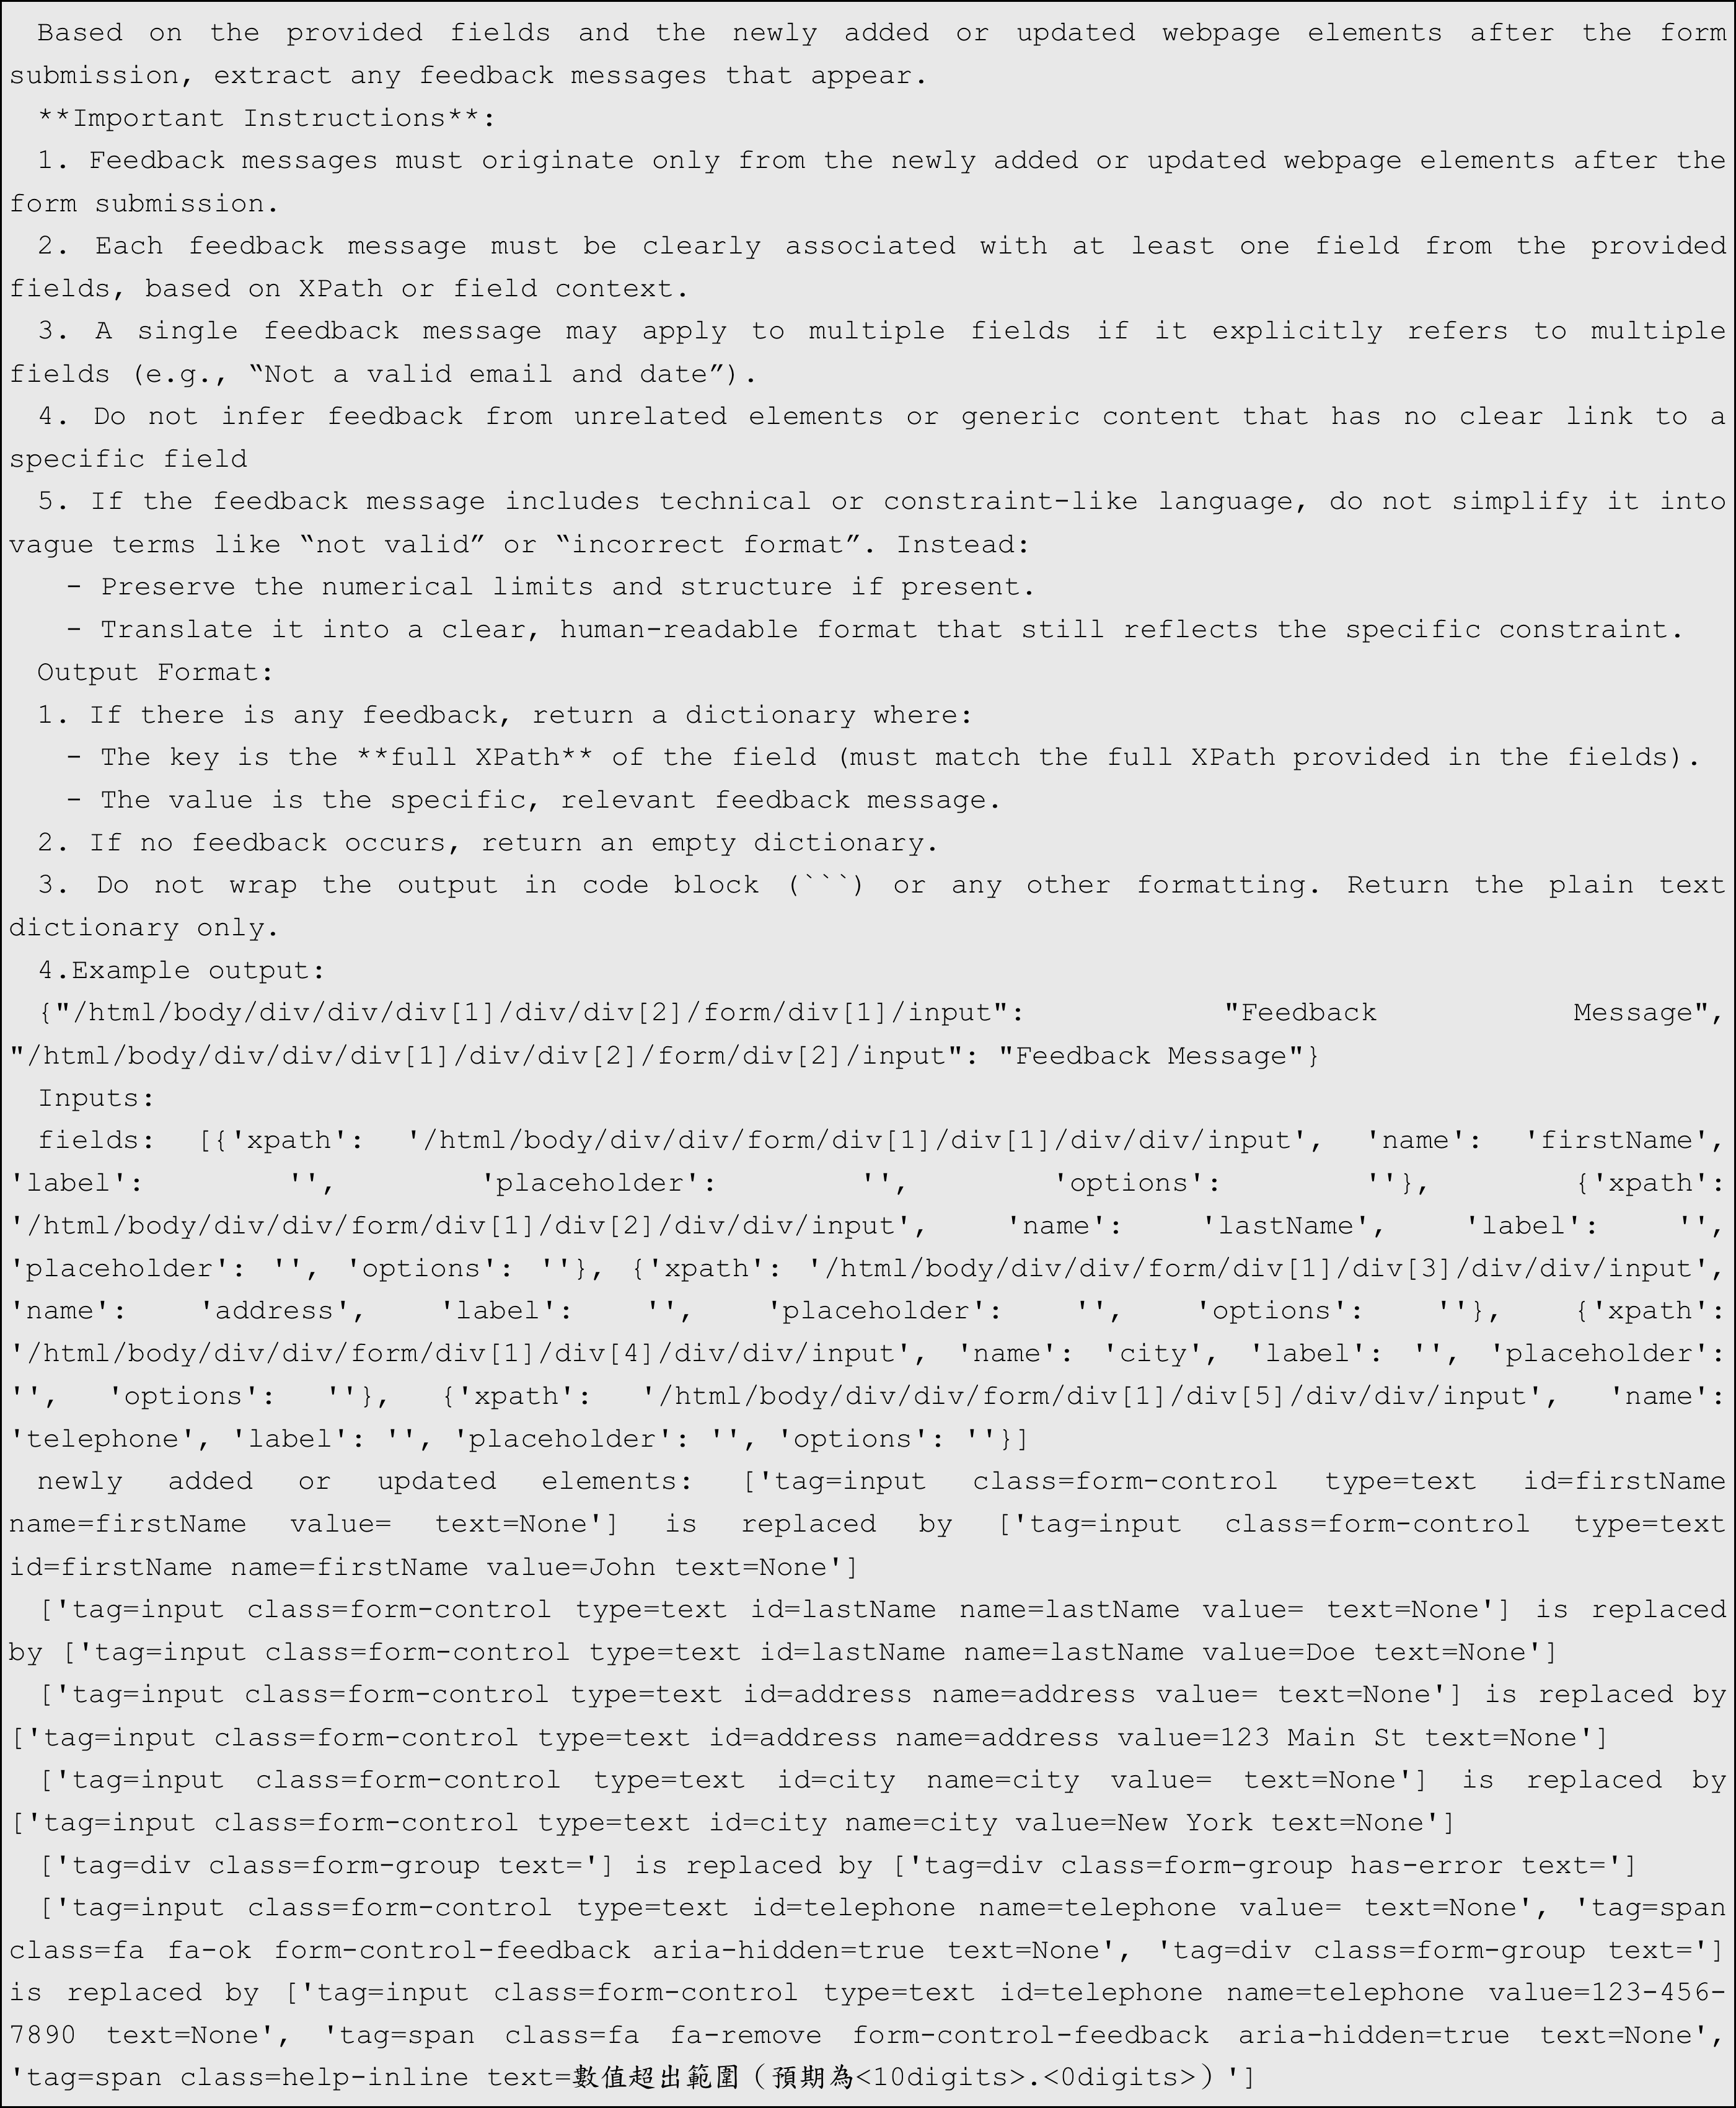 Based on the provided fields and the newly added or updated webpage elements after the form
submission, extract any feedback messages that appear.
**Important Instructions**:
1. Feedback messages must originate only from the newly added or updated webpage elements after the
form submission.
2. Each feedback message must be clearly associated with at least one field from the provided
fields, based on XPath or field context.
3. A single feedback message may apply to multiple fields if it explicitly refers to multiple
fields (e.g., “Not a valid email and date”).
4. Do not infer feedback from unrelated elements or generic content that has no clear link to a
specific field
5. If the feedback message includes technical or constraint-like language, do not simplify it into
vague terms like “not valid” or “incorrect format”. Instead:
- Preserve the numerical limits and structure if present.
- Translate it into a clear, human-readable format that still reflects the specific constraint.
Output Format:
1. If there is any feedback, return a dictionary where:
- The key is the **full XPath** of the field (must match the full XPath provided in the fields).
- The value is the specific, relevant feedback message.
2. If no feedback occurs, return an empty dictionary.
3. Do not wrap the output in code block (```) or any other formatting. Return the plain text
dictionary only.
4.Example output:
{"/html/body/div/div/div[1]/div/div[2]/form/div[1]/input": "Feedback Message",
"/html/body/div/div/div[1]/div/div[2]/form/div[2]/input": "Feedback Message"}
Inputs:
fields: [{'xpath': '/html/body/div/div/form/div[1]/div[1]/div/div/input', 'name': 'firstName',
'label': '', 'placeholder': '', 'options': ''}, {'xpath':
'/html/body/div/div/form/div[1]/div[2]/div/div/input', 'name': 'lastName', 'label': '',
'placeholder': '', 'options': ''}, {'xpath': '/html/body/div/div/form/div[1]/div[3]/div/div/input',
'name': 'address', 'label': '', 'placeholder': '', 'options': ''}, {'xpath':
'/html/body/div/div/form/div[1]/div[4]/div/div/input', 'name': 'city', 'label': '', 'placeholder':
'', 'options': ''}, {'xpath': '/html/body/div/div/form/div[1]/div[5]/div/div/input', 'name':
'telephone', 'label': '', 'placeholder': '', 'options': ''}]
newly added or updated elements: ['tag=input class=form-control type=text id=firstName
name=firstName value= text=None'] is replaced by ['tag=input class=form-control type=text
id=firstName name=firstName value=John text=None']
['tag=input class=form-control type=text id=lastName name=lastName value= text=None'] is replaced
by ['tag=input class=form-control type=text id=lastName name=lastName value=Doe text=None']
['tag=input class=form-control type=text id=address name=address value= text=None'] is replaced by
['tag=input class=form-control type=text id=address name=address value=123 Main St text=None']
['tag=input class=form-control type=text id=city name=city value= text=None'] is replaced by
['tag=input class=form-control type=text id=city name=city value=New York text=None']
['tag=div class=form-group text='] is replaced by ['tag=div class=form-group has-error text=']
['tag=input class=form-control type=text id=telephone name=telephone value= text=None', 'tag=span
class=fa fa-ok form-control-feedback aria-hidden=true text=None', 'tag=div class=form-group text=']
is replaced by ['tag=input class=form-control type=text id=telephone name=telephone value=123-456-
7890 text=None', 'tag=span class=fa fa-remove form-control-feedback aria-hidden=true text=None',
'tag=span class=help-inline text=數值超出範圍（預期為<10digits>.<0digits>）']